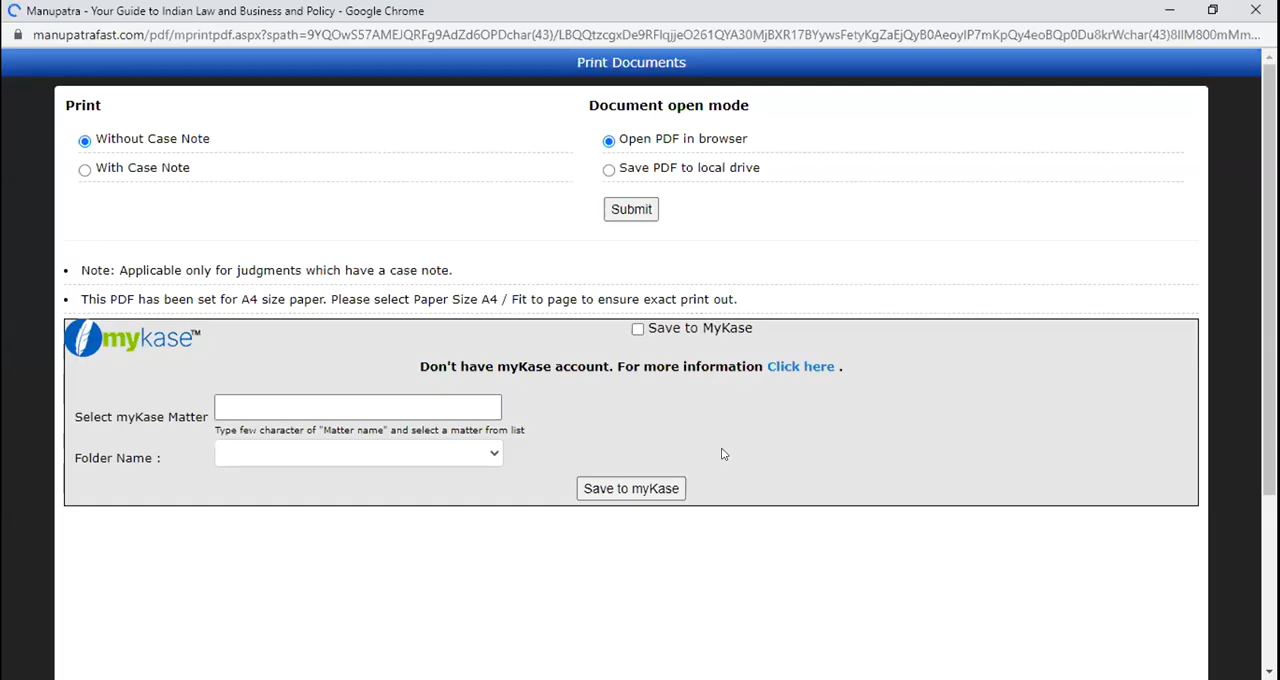 Manupatra - Your Guide to Indian Law and Business and Policy - Google Chrome
Print Documents
Print
Document open mode
Without Case Note
Open PDF in browser
With Case Note
Save PDF to local drive
Submit
• Note: Applicable only for judgments which have a case note.
• This PDF has been set for A4 size paper. Please select Paper Size A4 / Fit to page to ensure exact print out.
mykase™
Save to MyKase
Don't have myKase account. For more information Click here .
Select myKase Matter
Type few character of "Matter name" and select a matter from list
Folder Name :
Save to myKase